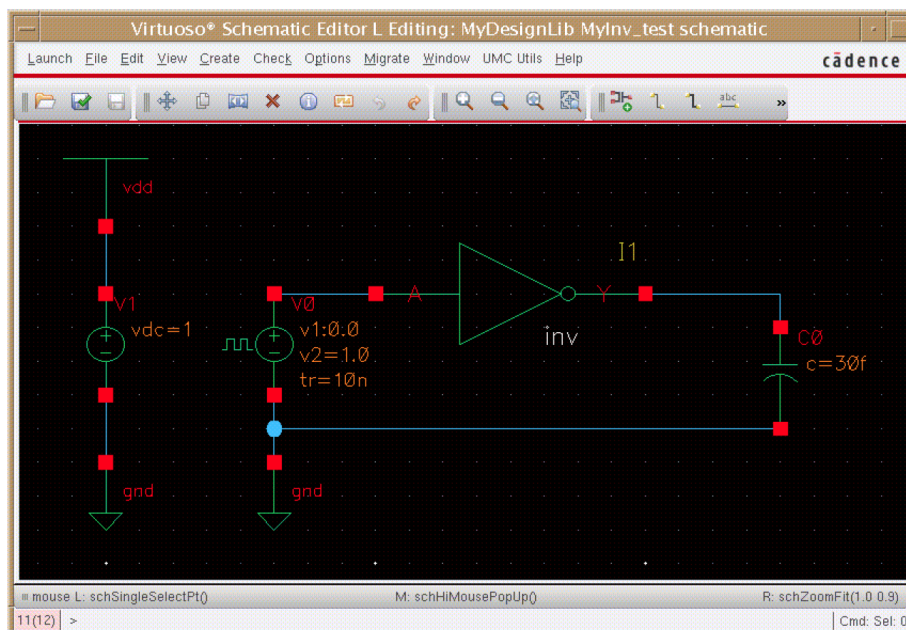 Virtuoso® Schematic Editor L Editing: MyDesignLib MyInv_test schematic
Launch File Edit View Create Check Options Migrate Window UMC Utils Help cādence
abc »
vdd
I1
V1 V0 A Y
vdc=1 v1:0.0 inv C0
v2=1.0 c=30f
tr=10n
gnd gnd
mouse L: schSingleSelectPt() M: schHiMousePopUp() R: schZoomFit(1.0 0.9)
11(12) > Cmd: Sel: 0